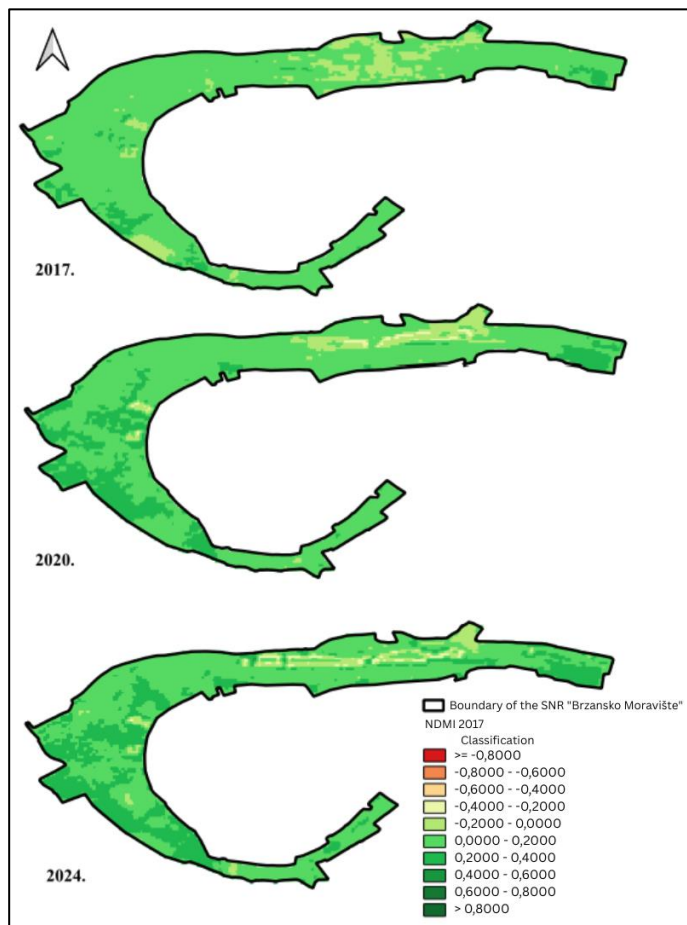 2017.
2020.
2024.
Boundary of the SNR "Brzansko Moravište"
NDMI 2017
Classification
>= -0,8000
-0,8000 - -0,6000
-0,6000 - -0,4000
-0,4000 - -0,2000
-0,2000 - 0,0000
0,0000 - 0,2000
0,2000 - 0,4000
0,4000 - 0,6000
0,6000 - 0,8000
> 0,8000